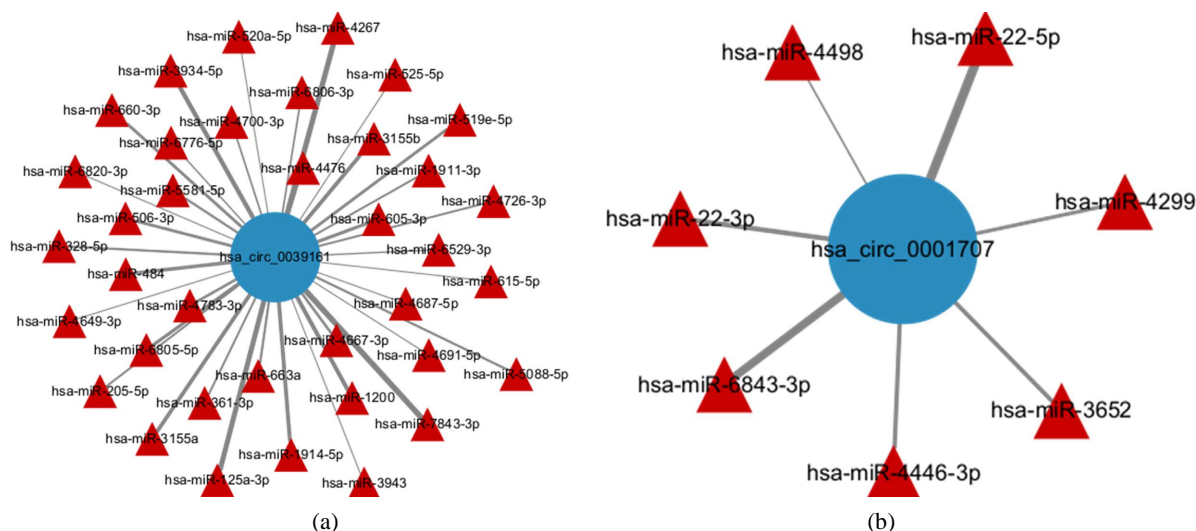 hsa-miR-4267
hsa-miR-520a-5p
hsa-miR-3934-5p
hsa-miR-525-5p
hsa-miR-6806-3p
hsa-miR-660-3p
hsa-miR-4700-3p
hsa-miR-519e-5p
hsa-miR-6776-5p
hsa-miR-3155b
hsa-miR-6820-3p
hsa-miR-4476
hsa-miR-1911-3p
hsa-miR-5581-5p
hsa-miR-4726-3p
hsa-miR-506-3p
hsa-miR-605-3p
hsa-miR-328-5p
hsa-miR-6529-3p
hsa_circ_0039161
hsa-miR-484
hsa-miR-615-5p
hsa-miR-4783-3p
hsa-miR-4687-5p
hsa-miR-4649-3p
hsa-miR-4667-3p
hsa-miR-6805-5p
hsa-miR-4691-5p
hsa-miR-5088-5p
hsa-miR-663a
hsa-miR-205-5p
hsa-miR-1200
hsa-miR-361-3p
hsa-miR-7843-3p
hsa-miR-3155a
hsa-miR-1914-5p
hsa-miR-125a-3p
hsa-miR-3943
(a)
hsa-miR-22-5p
hsa-miR-4498
hsa-miR-4299
hsa-miR-22-3p
hsa_circ_0001707
hsa-miR-6843-3p
hsa-miR-3652
hsa-miR-4446-3p
(b)